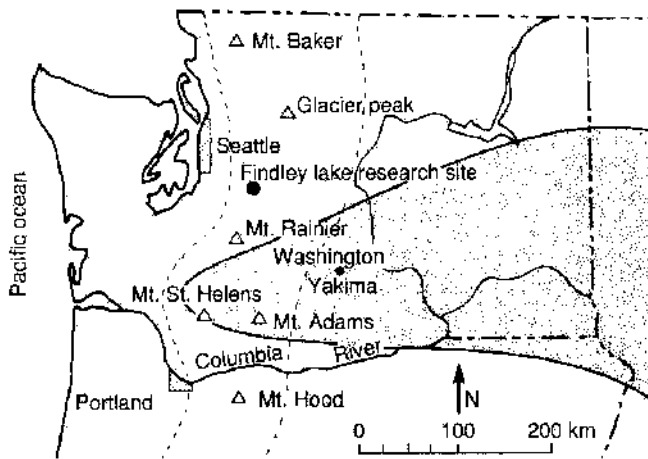 Mt. Baker
Glacier peak
Seattle
Findley lake research site
Pacific ocean
Mt. Rainier
Washington
Yakima
Mt. St. Helens
Mt. Adams
Columbia River
Portland
Mt. Hood
N
0 100 200 km